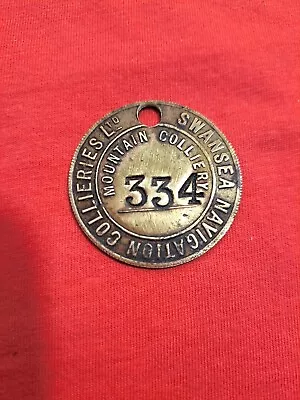 SWANSEA NAVIGATION COLLIERIES LTD
MOUNTAIN COLLIERY
334